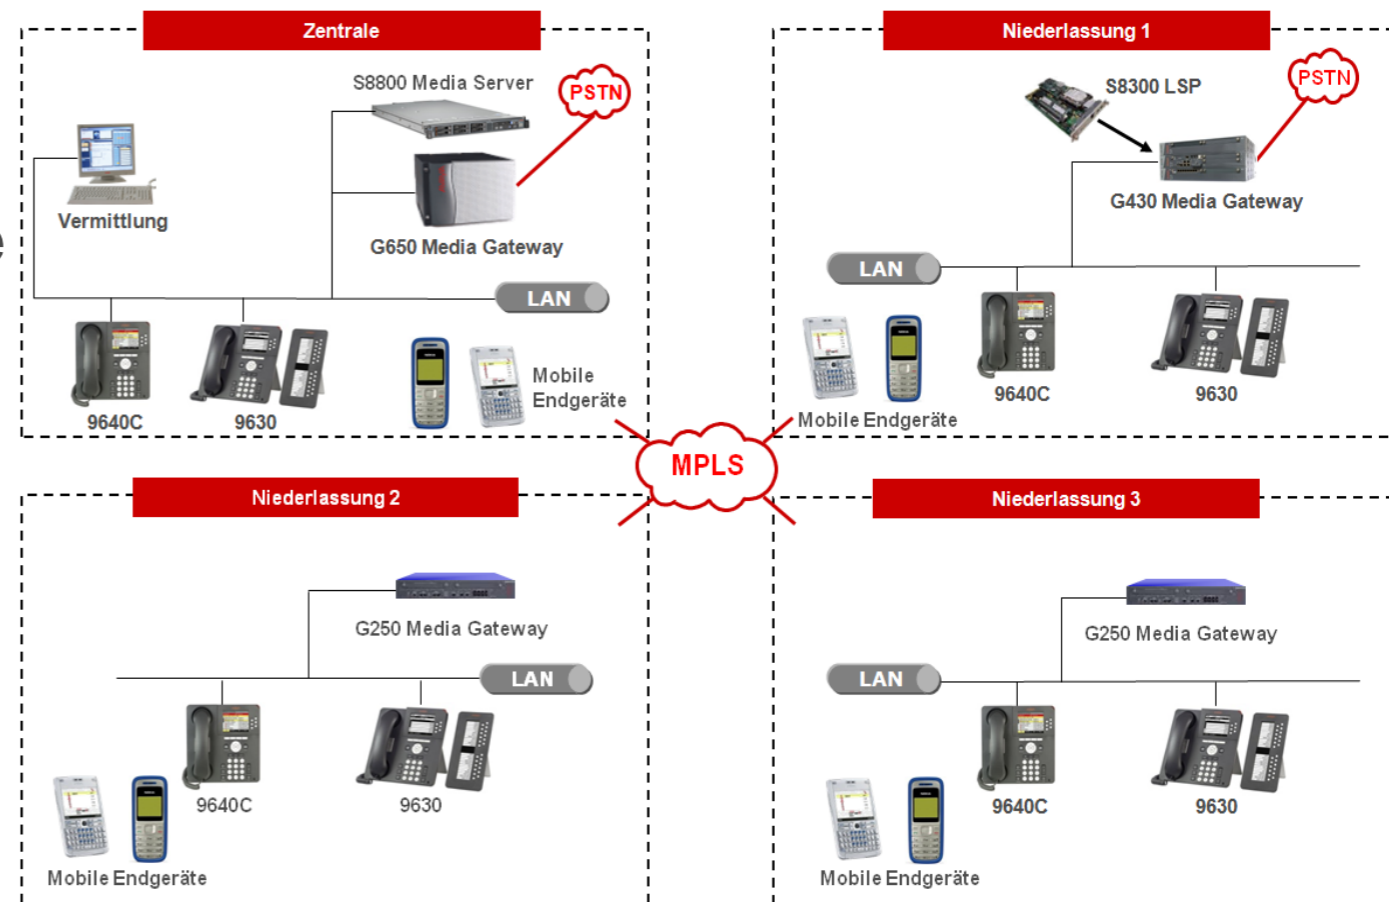 e
Zentrale
S8800 Media Server
PSTN
Vermittlung
G650 Media Gateway
LAN
9640C
9630
Mobile
Endgeräte
Niederlassung 1
S8300 LSP
PSTN
G430 Media Gateway
LAN
9640C
9630
Mobile Endgeräte
MPLS
Niederlassung 2
G250 Media Gateway
LAN
9640C
9630
Mobile Endgeräte
Niederlassung 3
G250 Media Gateway
LAN
9640C
9630
Mobile Endgeräte